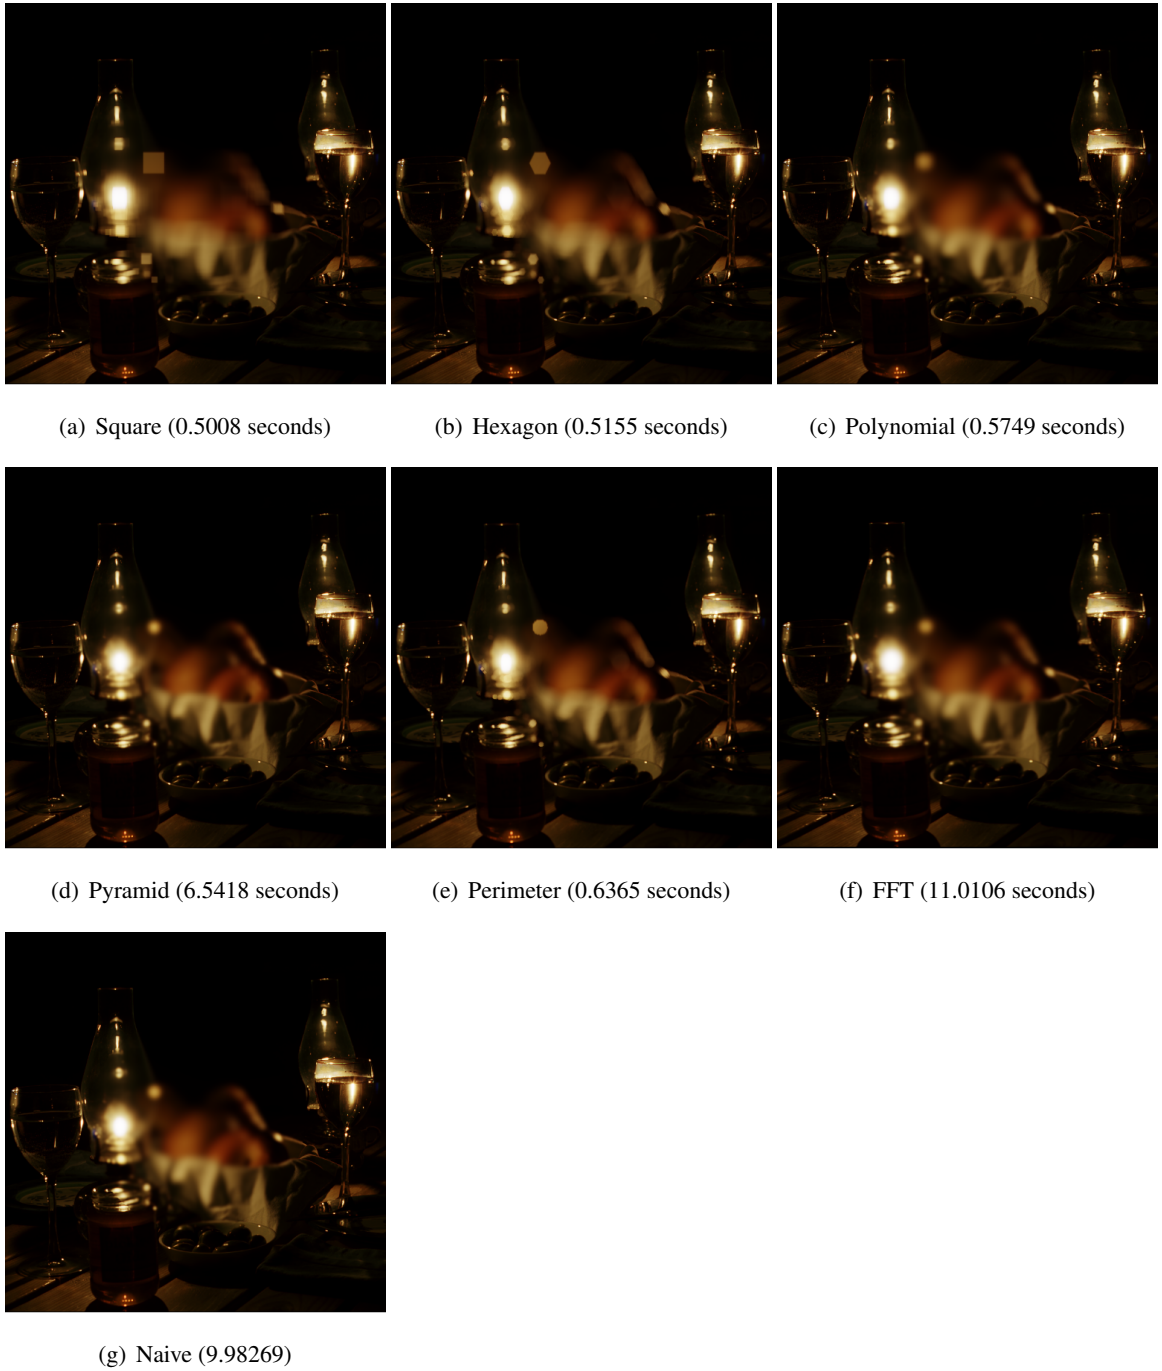 (a) Square (0.5008 seconds)
(b) Hexagon (0.5155 seconds)
(c) Polynomial (0.5749 seconds)
(d) Pyramid (6.5418 seconds)
(e) Perimeter (0.6365 seconds)
(f) FFT (11.0106 seconds)
(g) Naive (9.98269)